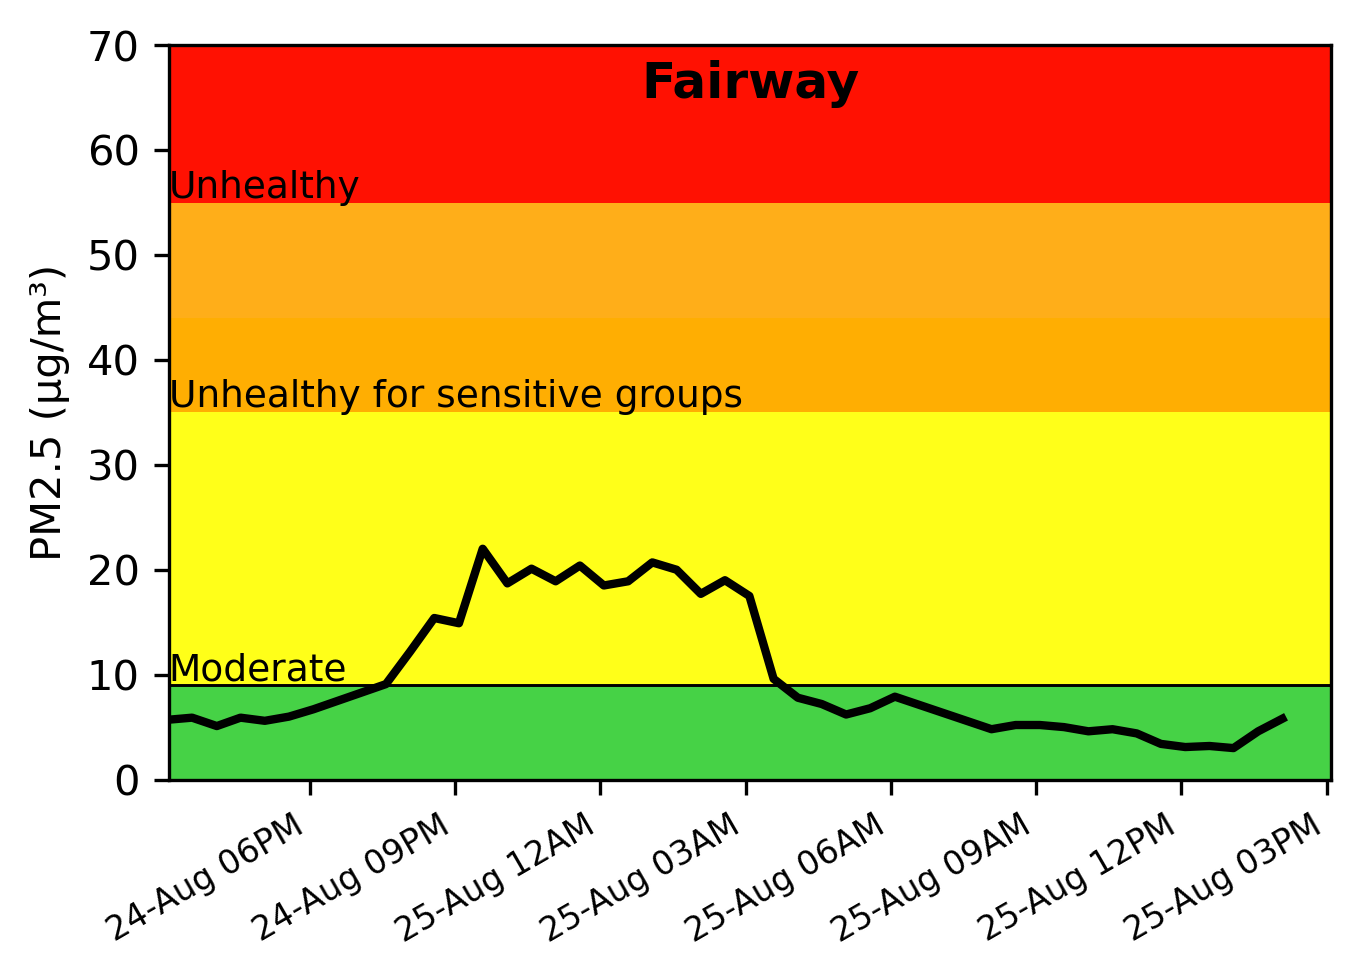 Fairway
70
60
50
40
30
20
10
0
PM2.5 (µg/m³)
Unhealthy
Unhealthy for sensitive groups
Moderate
24-Aug 06PM
24-Aug 09PM
25-Aug 12AM
25-Aug 03AM
25-Aug 06AM
25-Aug 09AM
25-Aug 12PM
25-Aug 03PM